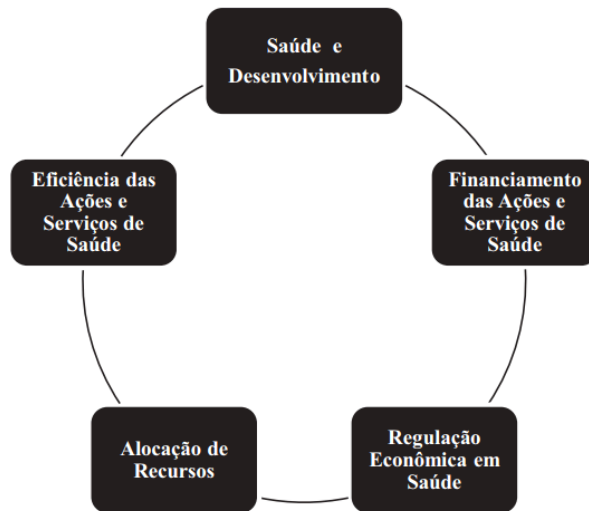 Saúde e
Desenvolvimento
Eficiência das
Ações e
Serviços de
Saúde
Financiamento
das Ações e
Serviços de
Saúde
Alocação de
Recursos
Regulação
Econômica em
Saúde